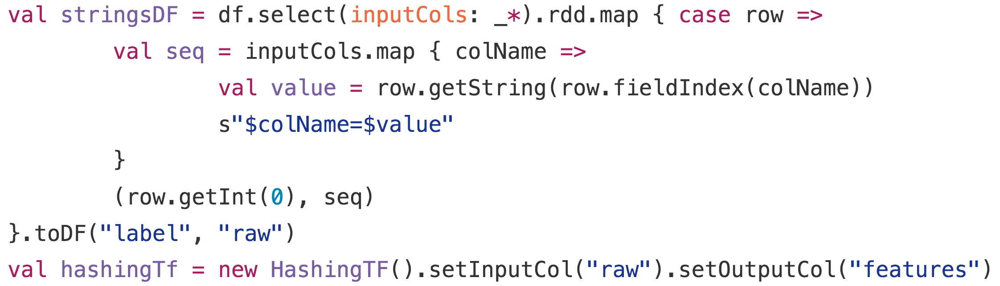 val stringsDF = df.select(inputCols: _*).rdd.map { case row =>
        val seq = inputCols.map { colName =>
                val value = row.getString(row.fieldIndex(colName))
                s"$colName=$value"
        }
        (row.getInt(0), seq)
}.toDF("label", "raw")
val hashingTf = new HashingTF().setInputCol("raw").setOutputCol("features")